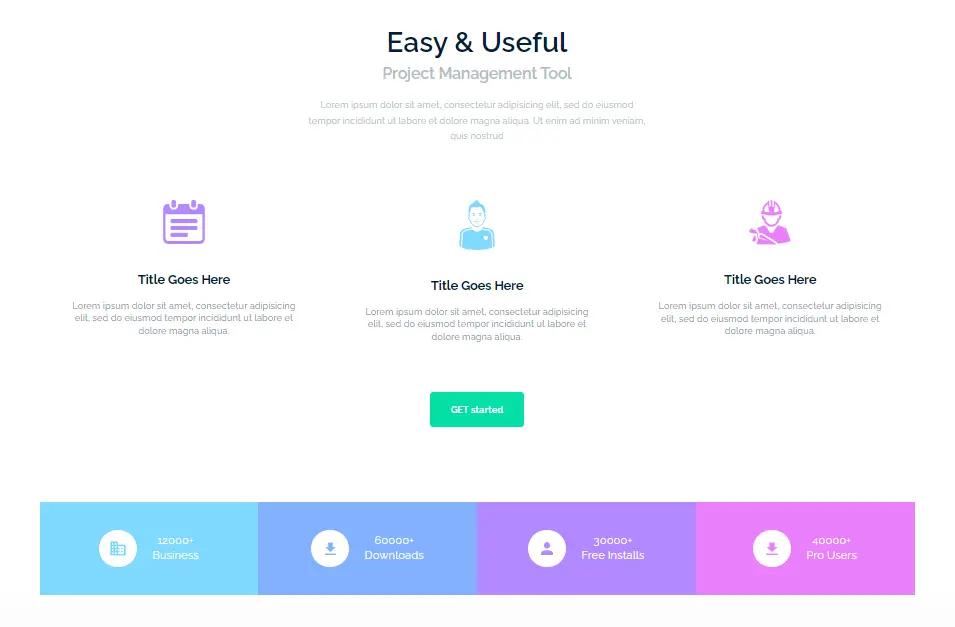 Easy & Useful
Project Management Tool
Lorem ipsum dolor sit amet, consectetur adipisicing elit, sed do eiusmod
tempor incididunt ut labore et dolore magna aliqua. Ut enim ad minim veniam,
quis nostrud
Title Goes Here
Lorem ipsum dolor sit amet, consectetur adipisicing
elit, sed do eiusmod tempor incididunt ut labore et
dolore magna aliqua.
Title Goes Here
Lorem ipsum dolor sit amet, consectetur adipisicing
elit, sed do eiusmod tempor incididunt ut labore et
dolore magna aliqua.
Title Goes Here
Lorem ipsum dolor sit amet, consectetur adipisicing
elit, sed do eiusmod tempor incididunt ut labore et
dolore magna aliqua.
GET started
12000+
Business
60000+
Downloads
30000+
Free Installs
40000+
Pro Users